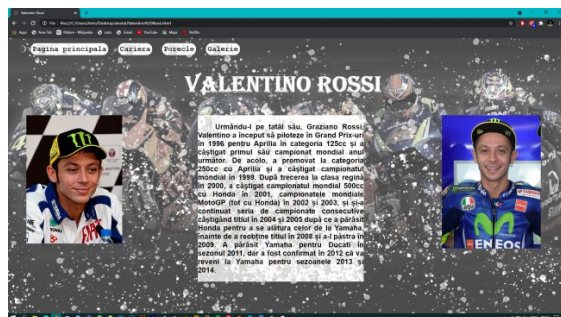 Valentino Rossi
Pagina principala Cariera Porecle Galerie
VALENTINO ROSSI
Următându-l pe tatăl său, Graziano Rossi,
Valentino a început să piloteze în Grand Prix-uri
în 1996 pentru Aprilia în categoria 125cc și a
câștigat primul său campionat mondial anul
următor. De acolo, a promovat la categoria
250cc cu Aprilia și a câștigat campionatul
mondial în 1999. După trecerea la clasa regină
în 2000, a câștigat campionatul mondial 500cc
cu Honda în 2001, campionatele mondiale
MotoGP (tot cu Honda) în 2002 și 2003, și și-a
continuat seria de campionate consecutive
câștigând titlul în 2004 și 2005 după ce a părăsit
Honda pentru a se alătura celor de la Yamaha,
înainte de a reobține titlul în 2008 și a-l păstra în
2009. A părăsit Yamaha pentru Ducati în
sezonul 2011, dar a fost confirmat în 2012 că va
reveni la Yamaha pentru sezoanele 2013 și
2014.
ENEOS